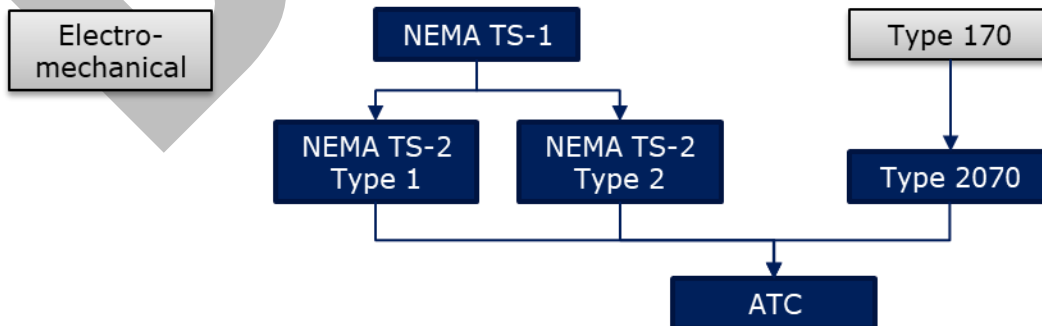 Electro-
mechanical
NEMA TS-1
Type 170
NEMA TS-2
Type 1
NEMA TS-2
Type 2
Type 2070
ATC